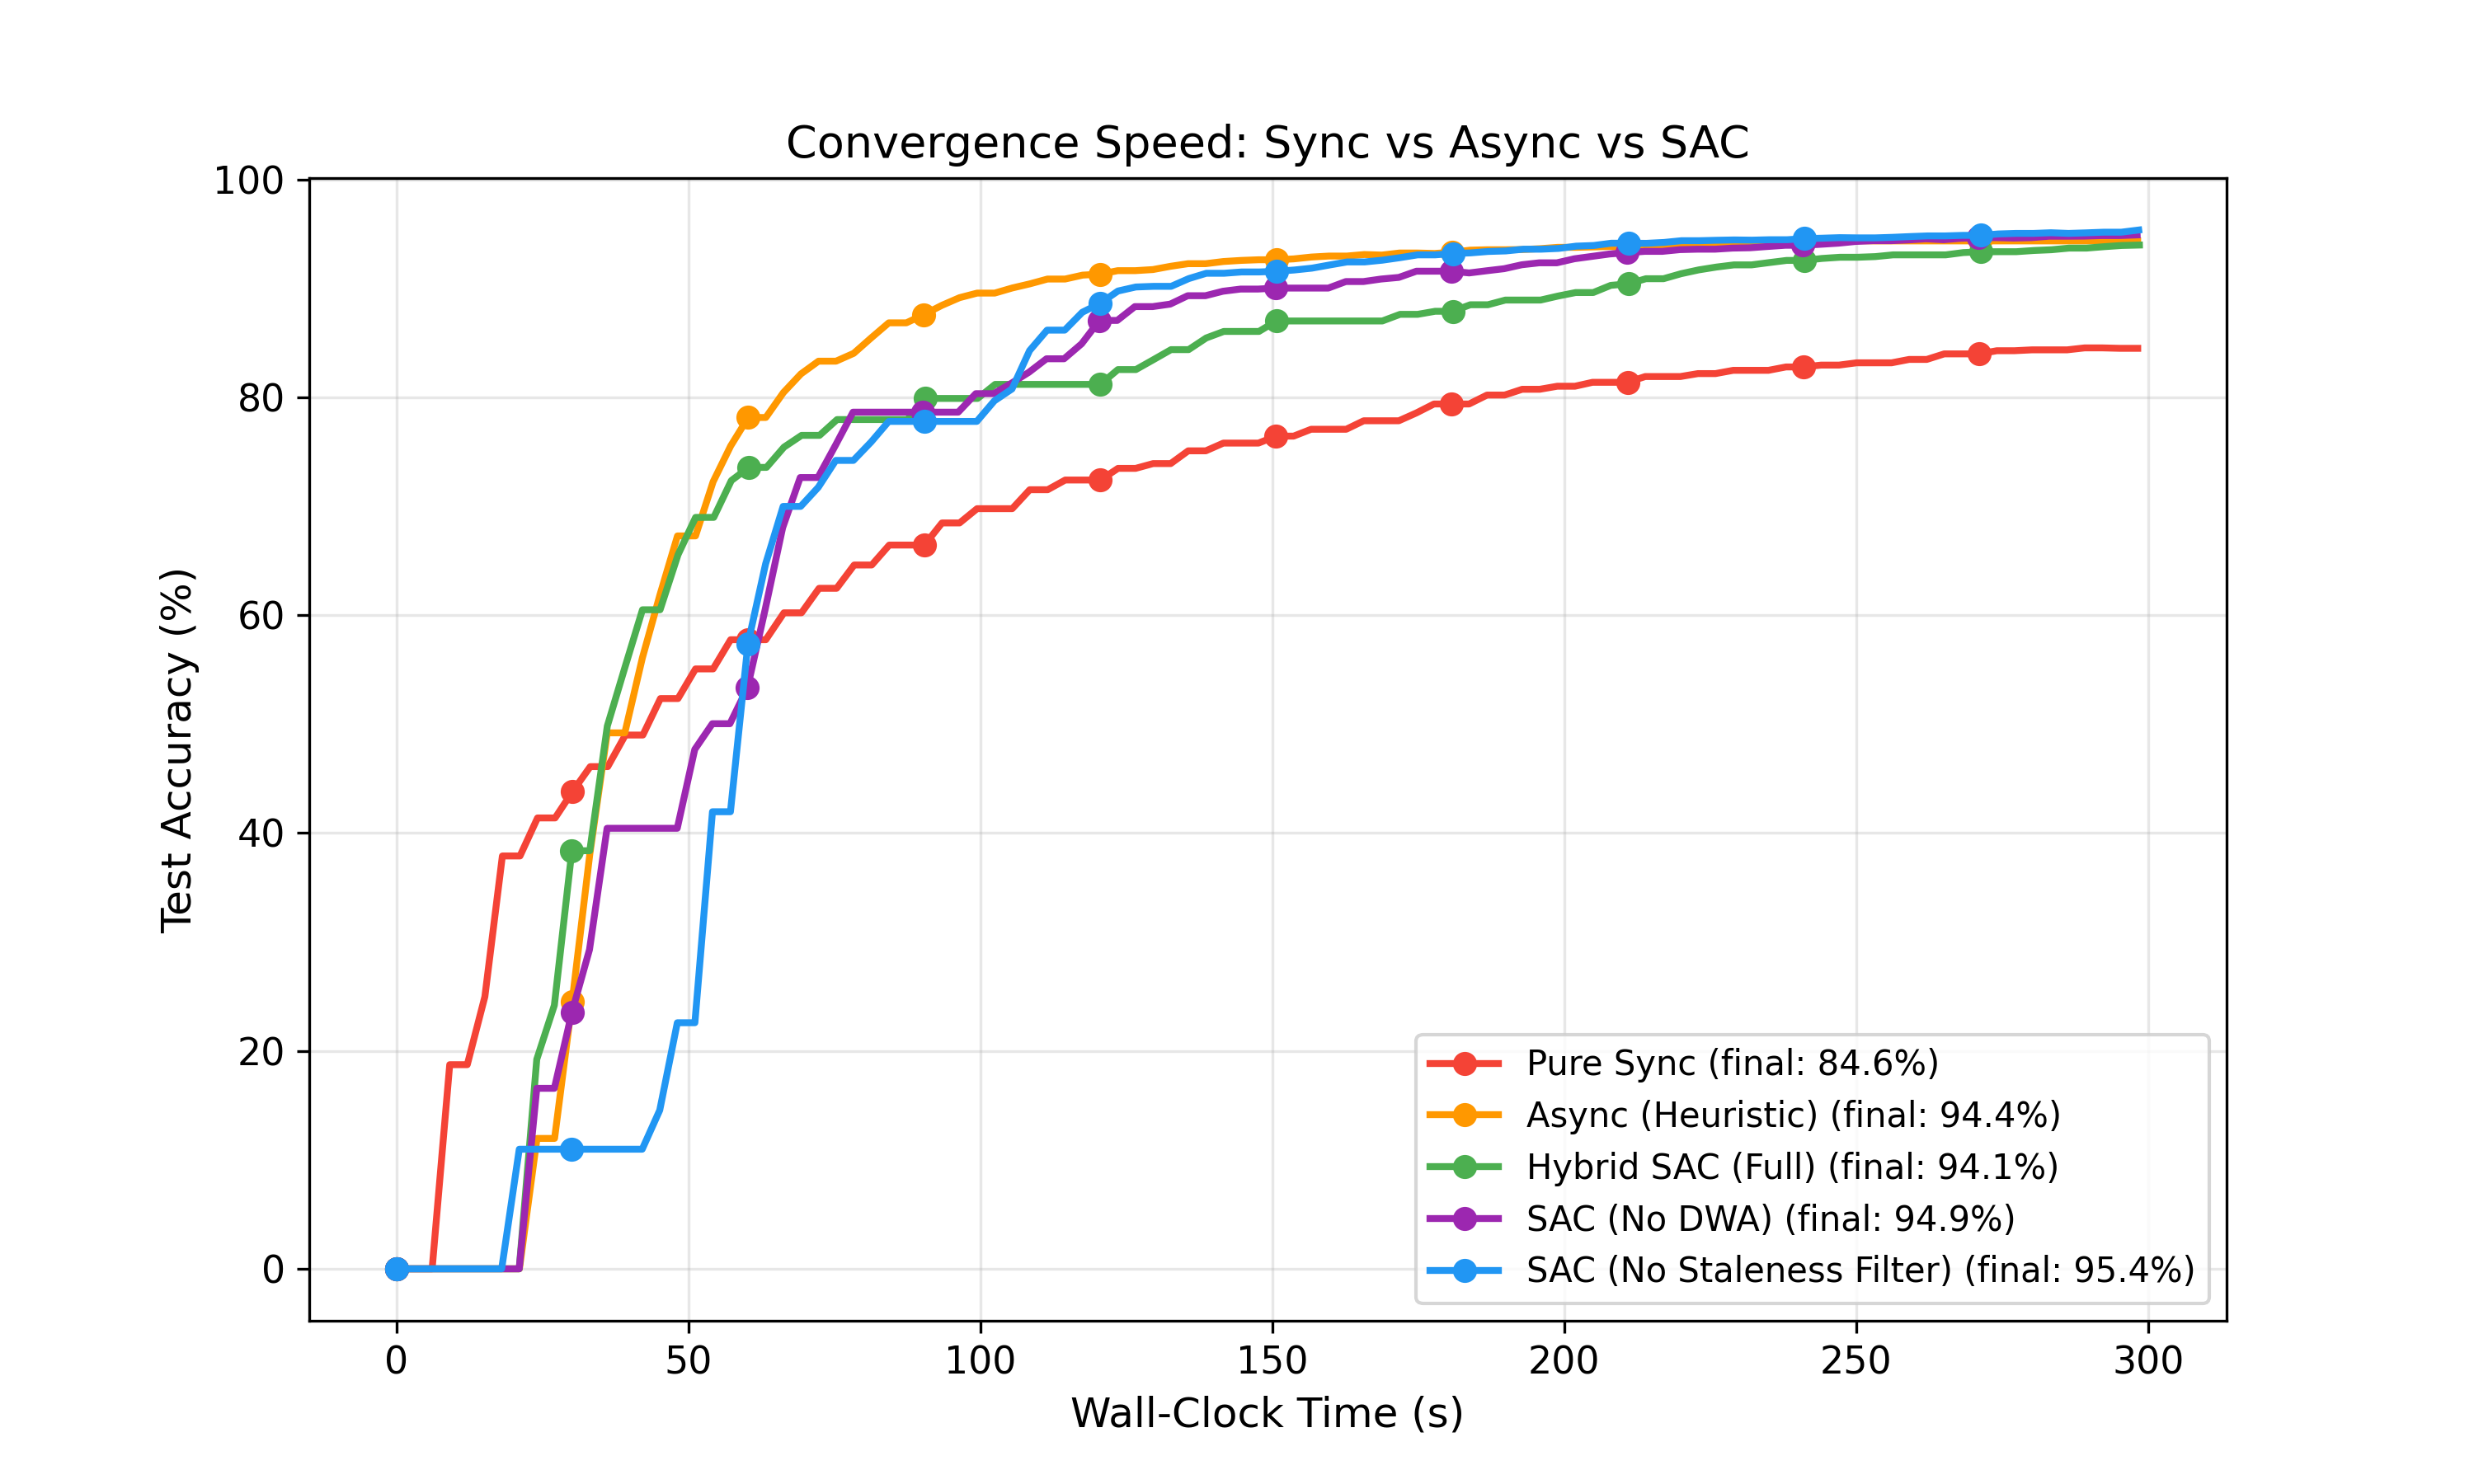 Convergence Speed: Sync vs Async vs SAC
100
80
60
40
20
0
Test Accuracy (%)
0 50 100 150 200 250 300
Wall-Clock Time (s)
Pure Sync (final: 84.6%)
Async (Heuristic) (final: 94.4%)
Hybrid SAC (Full) (final: 94.1%)
SAC (No DWA) (final: 94.9%)
SAC (No Staleness Filter) (final: 95.4%)